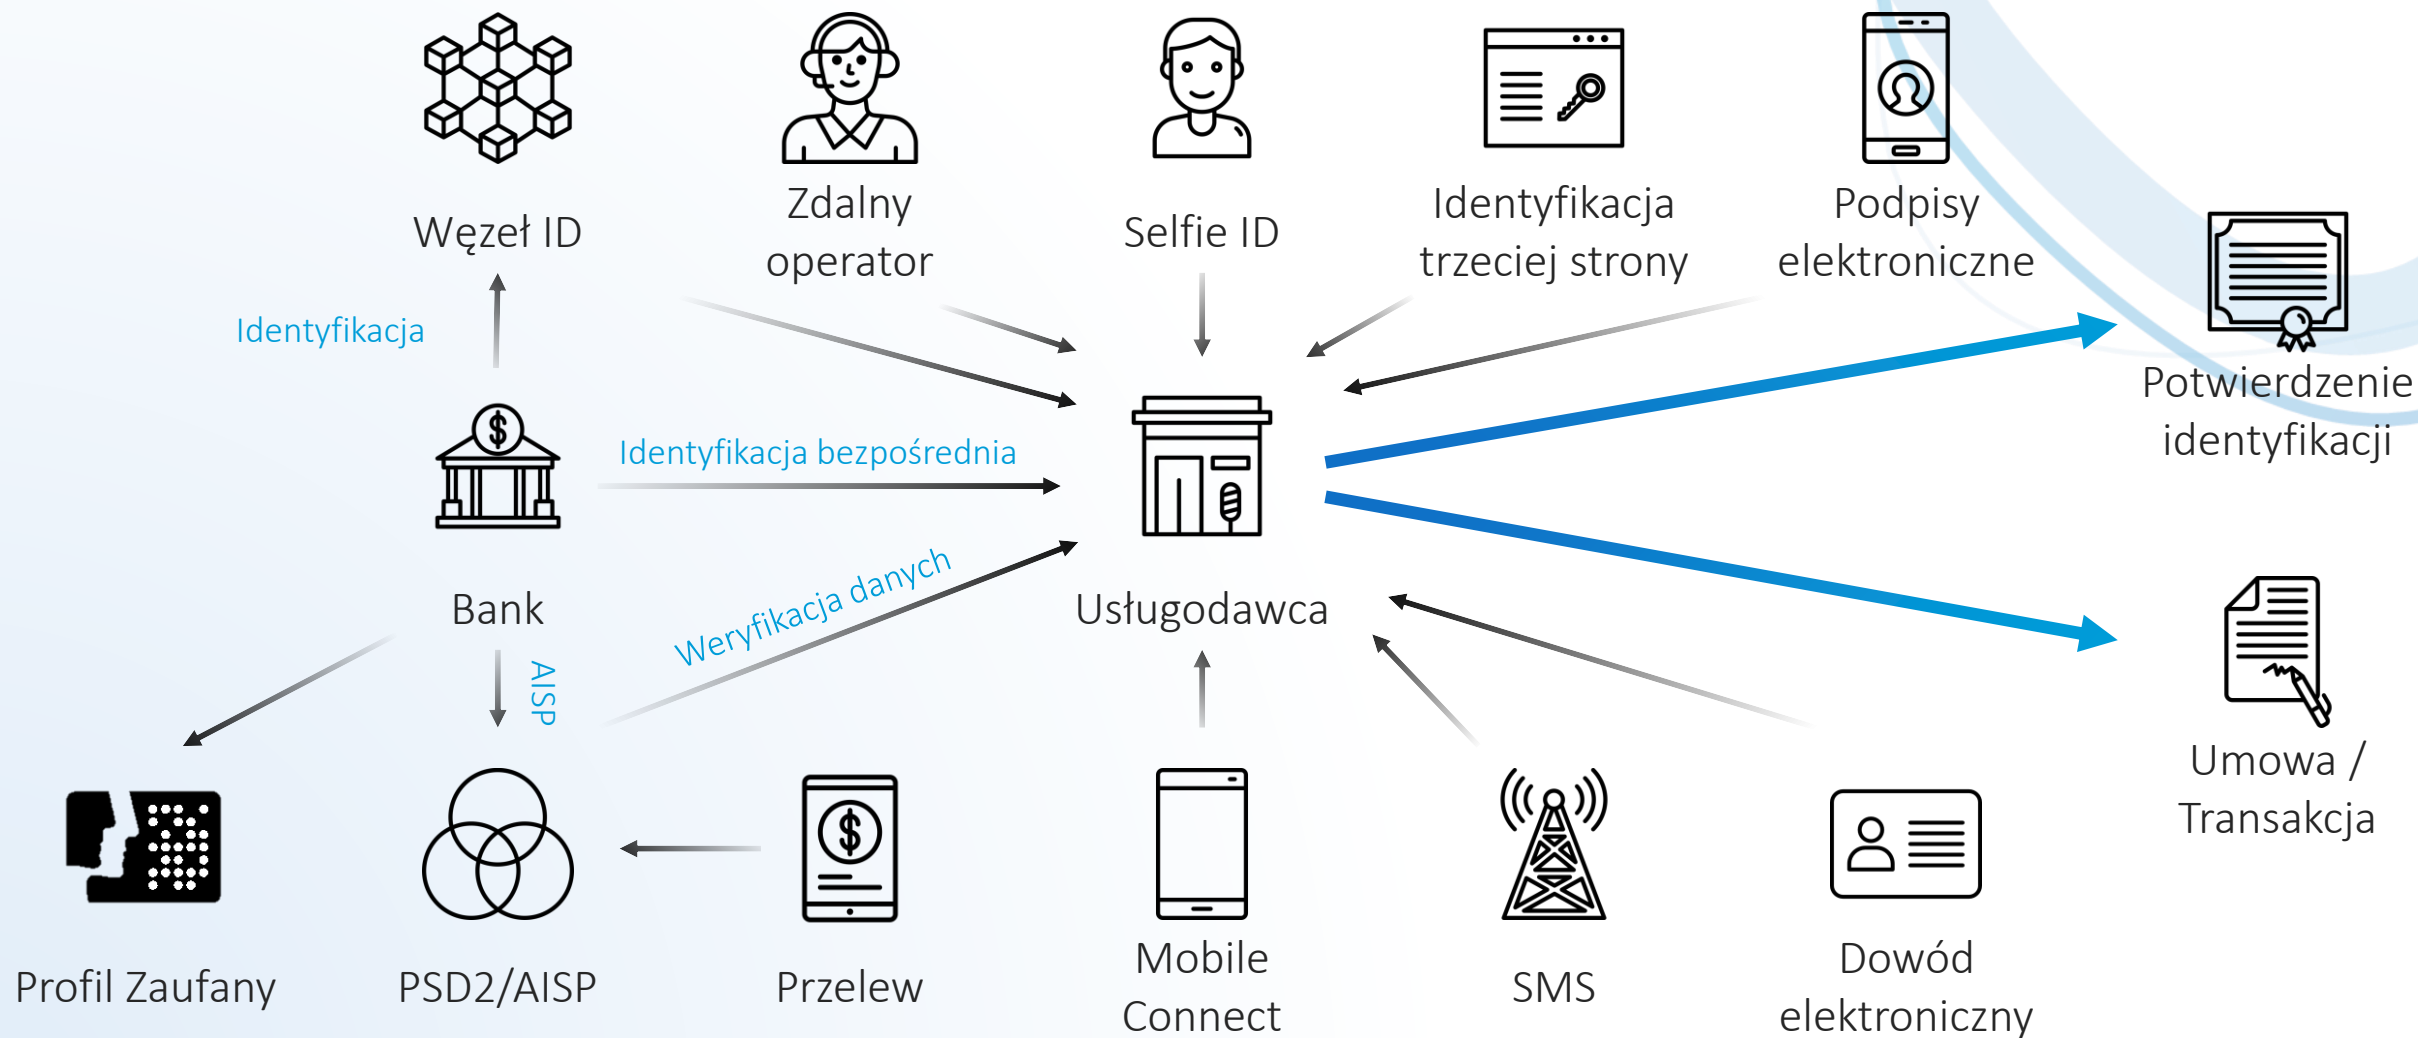 Węzeł ID
Zdalny
operator
Selfie ID
Identyfikacja
trzeciej strony
Podpisy
elektroniczne
Identyfikacja
Potwierdzenie
identyfikacji
Identyfikacja bezpośrednia
Weryfikacja danych
Bank
AISP
Usługodawca
Umowa /
Transakcja
Profil Zaufany
PSD2/AISP
Przelew
Mobile
Connect
SMS
Dowód
elektroniczny